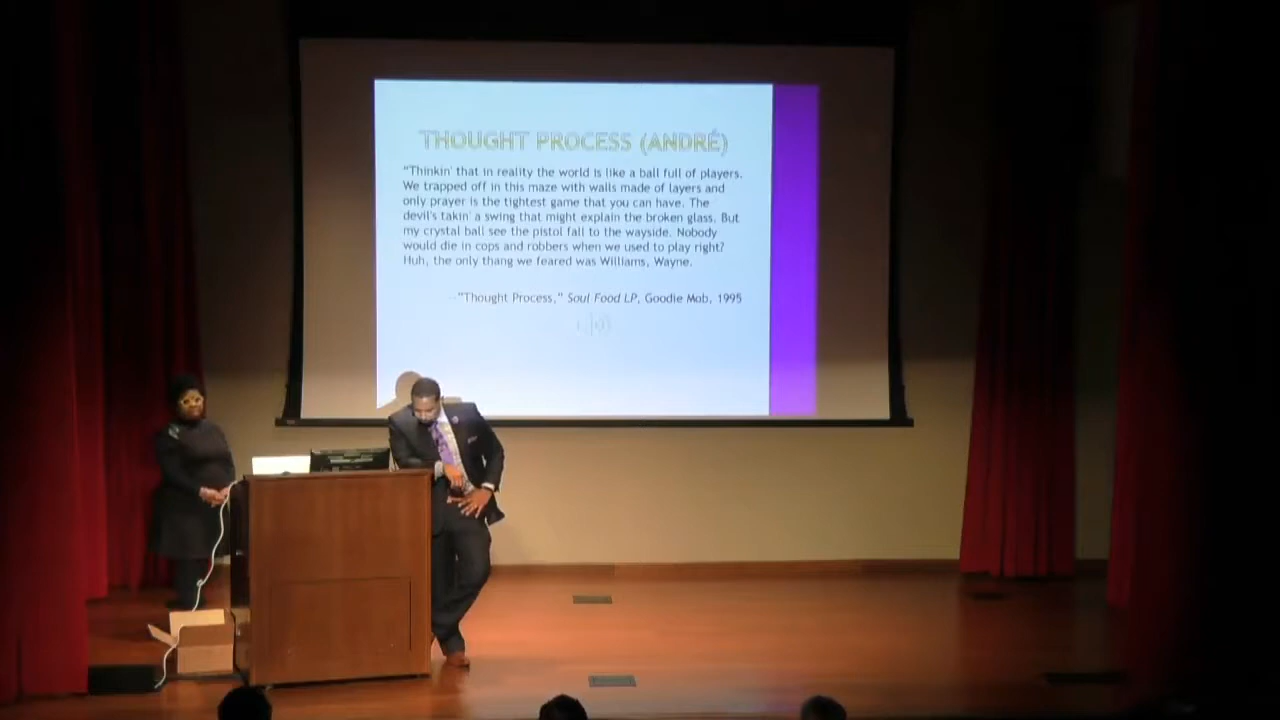 THOUGHT PROCESS (ANDRÉ)
"Thinkin' that in reality the world is like a ball full of players.
We trapped off in this maze with walls made of layers and
only prayer is the tightest game that you can have. The
devil's takin' a swing that might explain the broken glass. But
my crystal ball see the pistol fall to the wayside. Nobody
would die in cops and robbers when we used to play right?
Huh, the only thang we feared was Williams, Wayne.
--"Thought Process," Soul Food LP, Goodie Mob, 1995